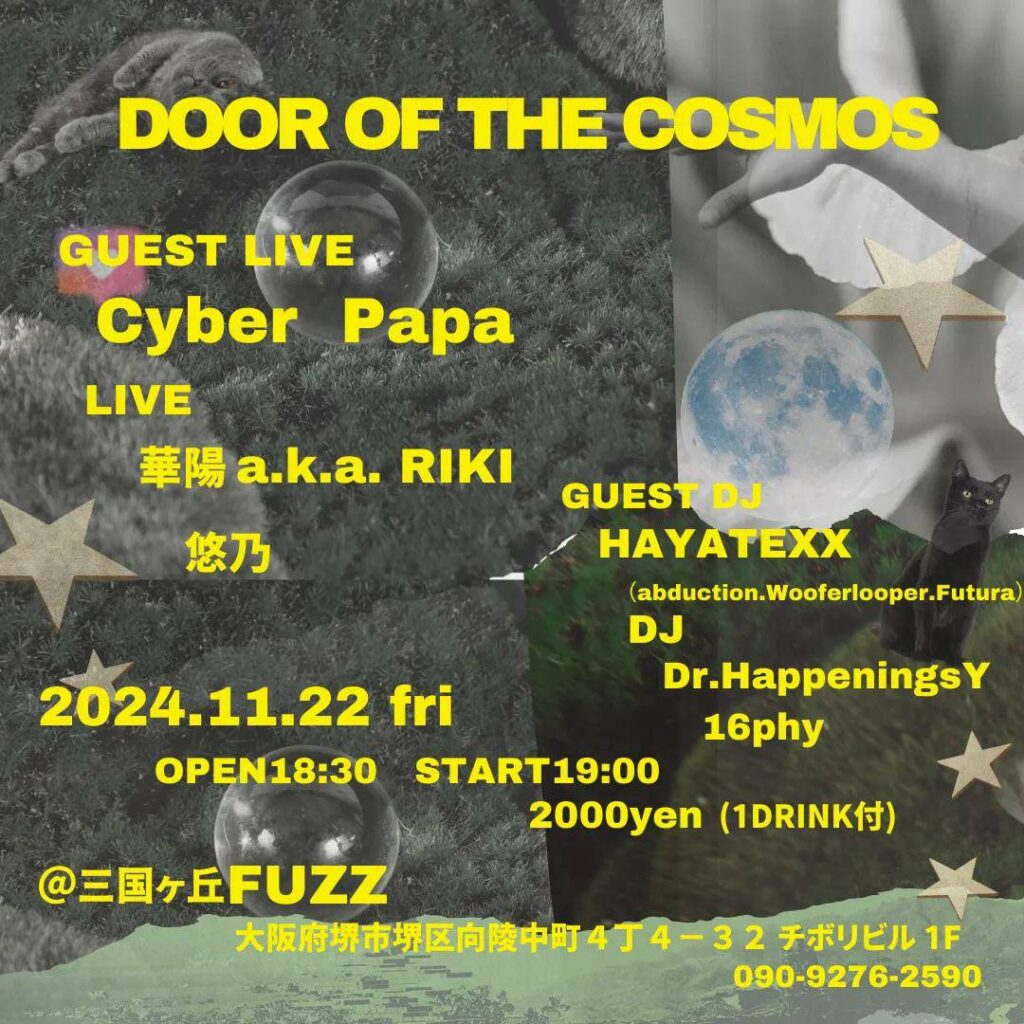 DOOR OF THE COSMOS
GUEST LIVE
Cyber Papa
LIVE
華陽 a.k.a. RIKI
悠乃
GUEST DJ
HAYATEXX
(abduction.Wooferlooper.Futura)
DJ
Dr.HappeningsY
16phy
2024.11.22 fri
OPEN18:30 START19:00
2000yen (1DRINK付)
@三国ヶ丘FUZZ
大阪府堺市堺区向陵中町４丁４－３２ チボリビル 1F
090-9276-2590